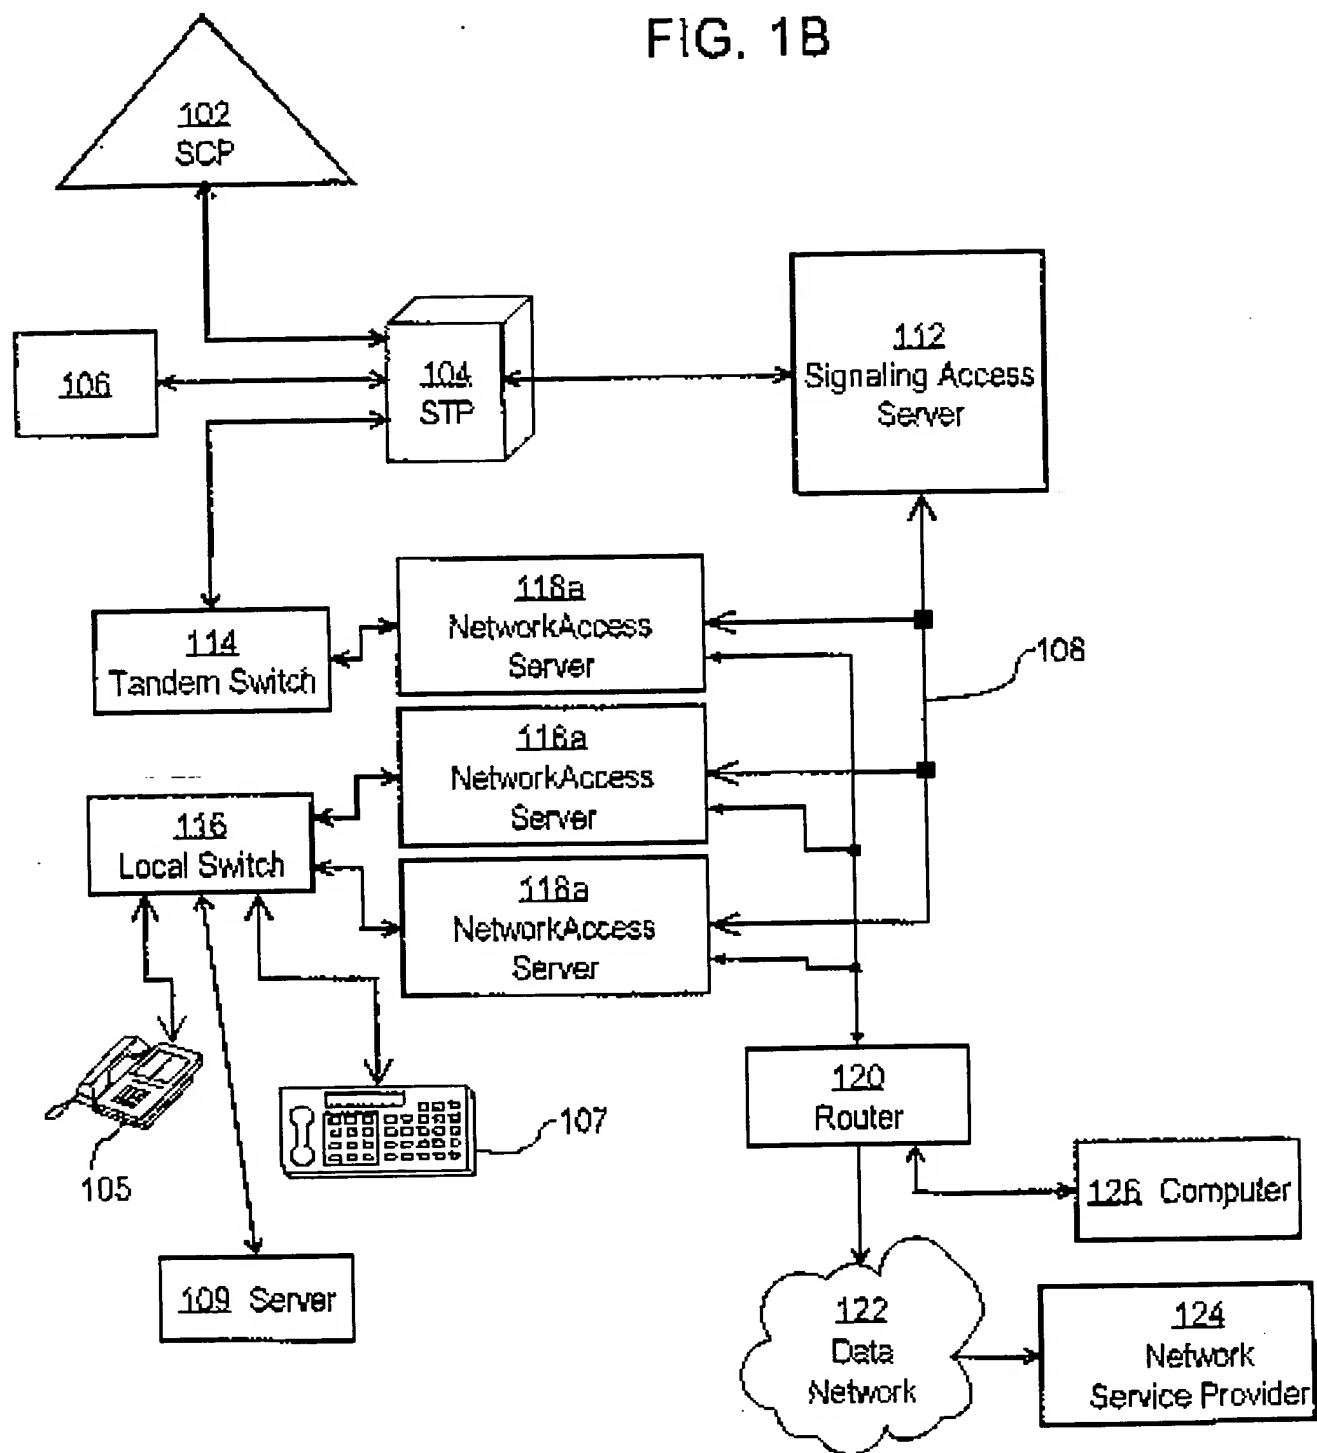 FIG. 1B
102
SCP
106
104
STP
112
Signaling Access
Server
118a
NetworkAccess
Server
114
Tandem Switch
108
118a
NetworkAccess
Server
116
Local Switch
118a
NetworkAccess
Server
120
Router
107
105
126 Computer
109 Server
122
Data
Network
124
Network
Service Provider